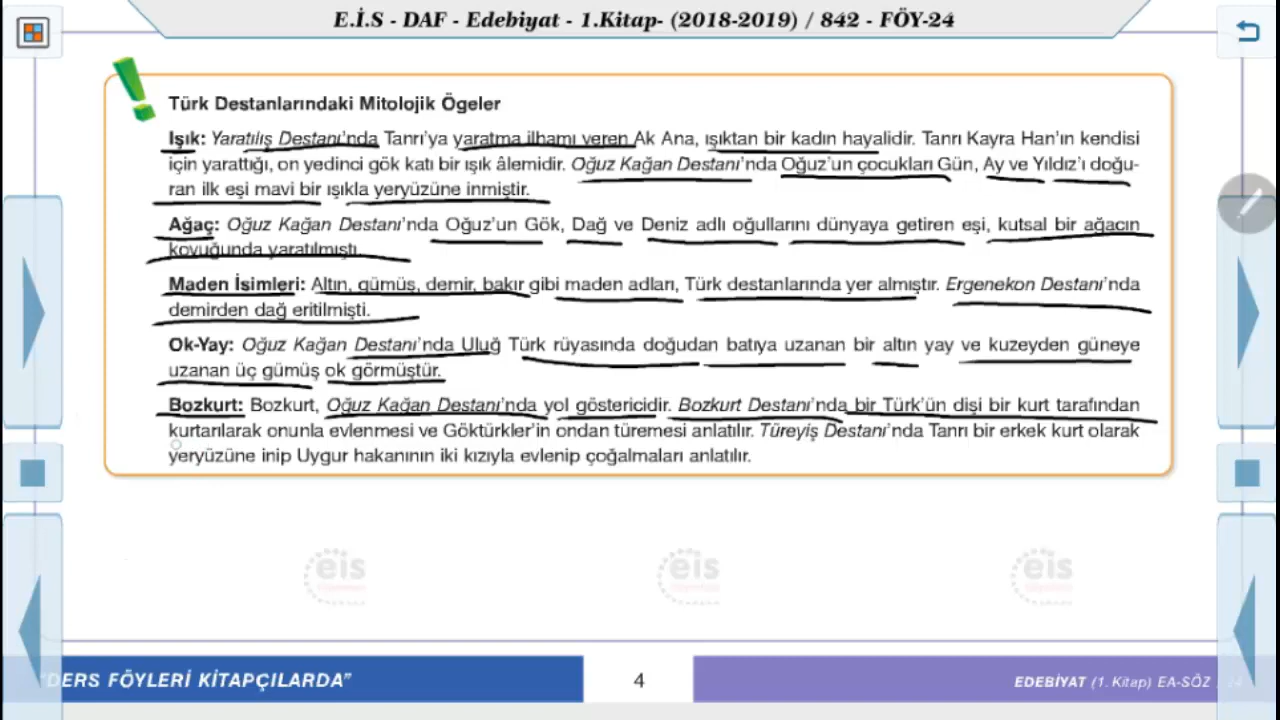 E.İ.S - DAF - Edebiyat - 1.Kitap- (2018-2019) / 842 - FÖY-24
Türk Destanlarındaki Mitolojik Ögeler
Işık: Yaratılış Destanı'nda Tanrı'ya yaratma ilhamı veren Ak Ana, ışıktan bir kadın hayalidir. Tanrı Kayra Han'ın kendisi
için yarattığı, on yedinci gök katı bir ışık âlemidir. Oğuz Kağan Destanı'nda Oğuz'un çocukları Gün, Ay ve Yıldız'ı doğu-
ran ilk eşi mavi bir ışıkla yeryüzüne inmiştir.
Ağaç: Oğuz Kağan Destanı'nda Oğuz'un Gök, Dağ ve Deniz adlı oğullarını dünyaya getiren eşi, kutsal bir ağacın
kovuğunda yaratılmıştı.
Maden İsimleri: Altın, gümüş, demir, bakır gibi maden adları, Türk destanlarında yer almıştır. Ergenekon Destanı'nda
demirden dağ eritilmişti.
Ok-Yay: Oğuz Kağan Destanı'nda Uluğ Türk rüyasında doğudan batıya uzanan bir altın yay ve kuzeyden güneye
uzanan üç gümüş ok görmüştür.
Bozkurt: Bozkurt, Oğuz Kağan Destanı'nda yol göstericidir. Bozkurt Destanı'nda bir Türk'ün dişi bir kurt tarafından
kurtarılarak onunla evlenmesi ve Göktürkler'in ondan türemesi anlatılır. Türeyiş Destanı'nda Tanrı bir erkek kurt olarak
yeryüzüne inip Uygur hakanının iki kızıyla evlenip çoğalmaları anlatılır.
eis eis eis
"DERS FÖYLERİ KİTAPÇILARDA"
4
EDEBİYAT (1. Kitap) EA-SÖZ